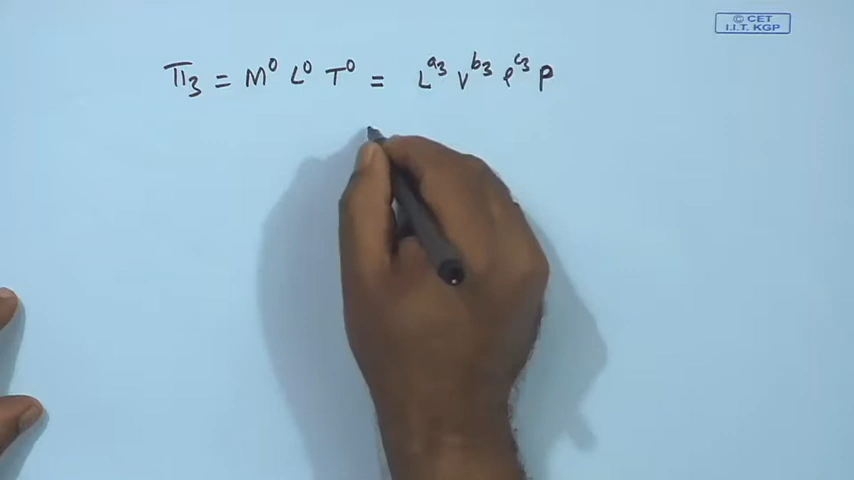 © CET
I.I.T. KGP
π₃ = M⁰ L⁰ T⁰ = L^a₃ V^b₃ ρ^c₃ P